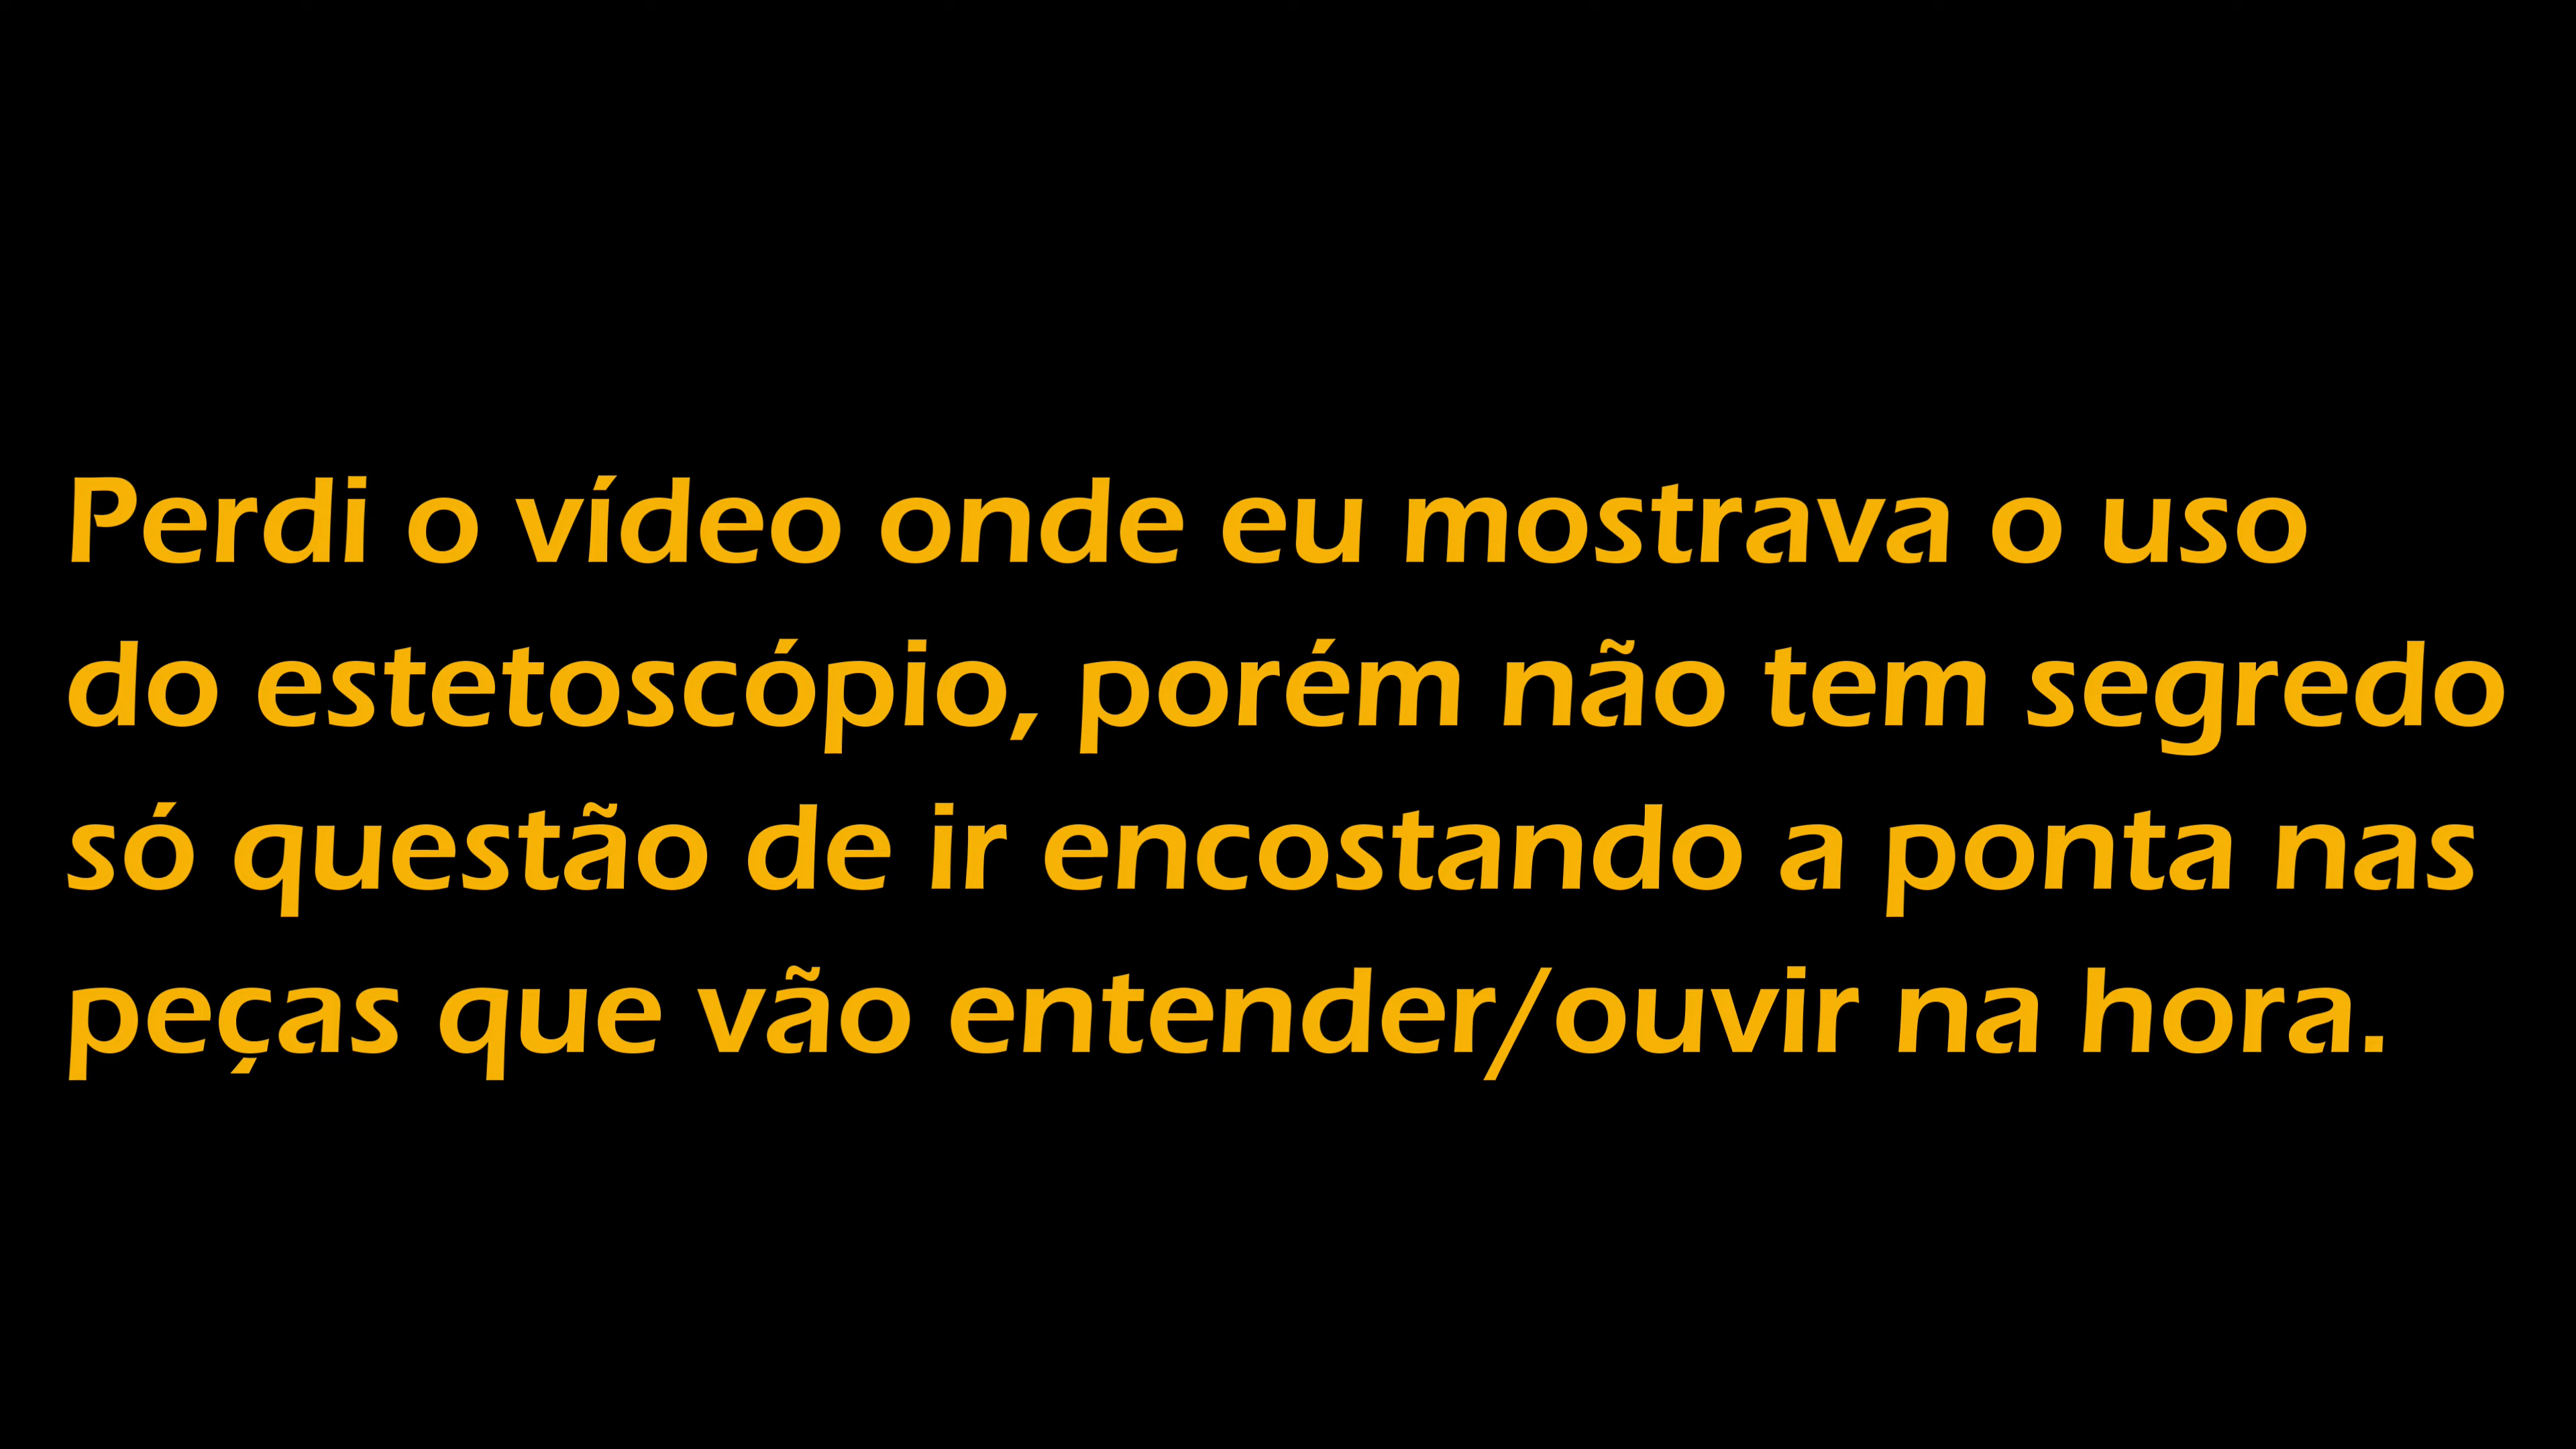 Perdi o vídeo onde eu mostrava o uso
do estetoscópio, porém não tem segredo
só questão de ir encostando a ponta nas
peças que vão entender/ouvir na hora.